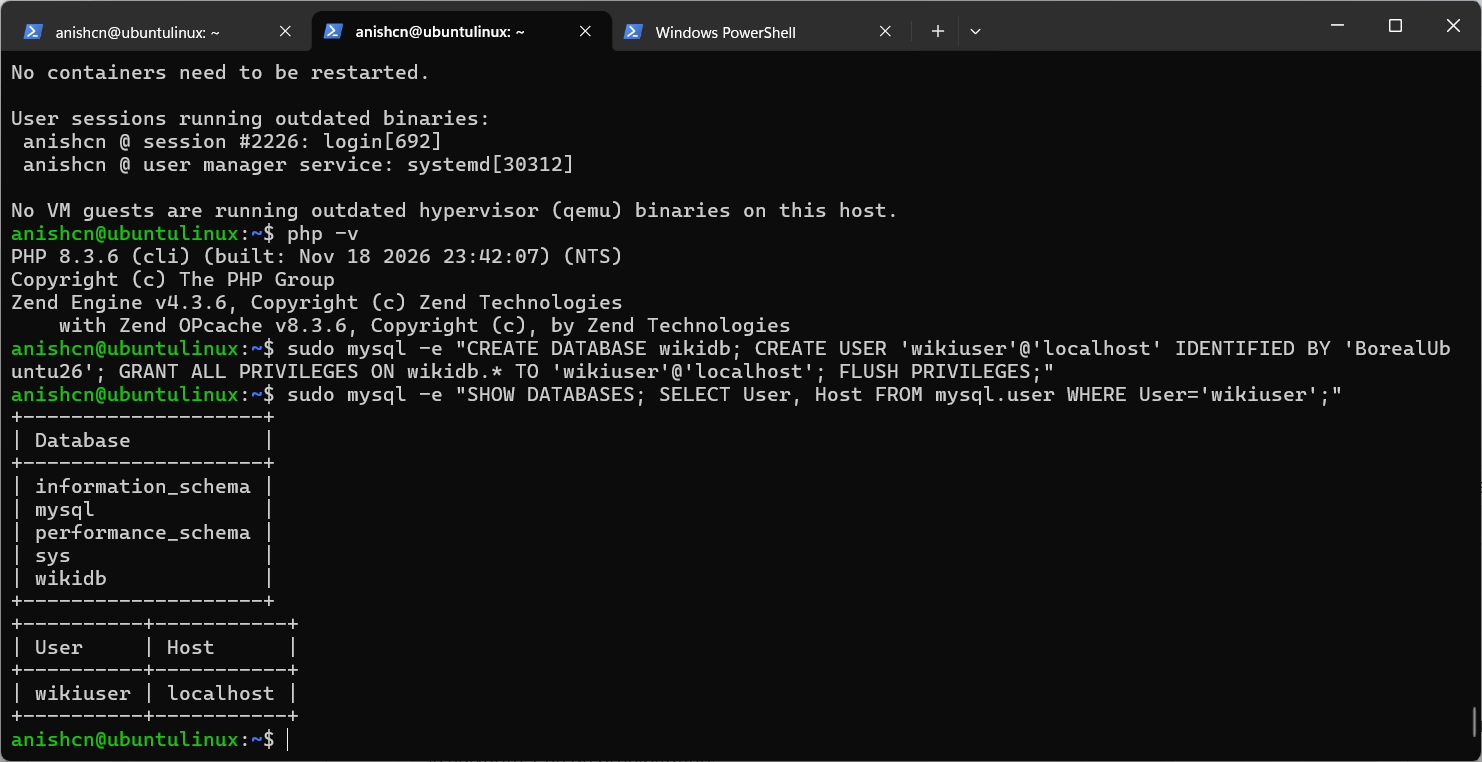 anishcn@ubuntulinux: ~
anishcn@ubuntulinux: ~
Windows PowerShell
No containers need to be restarted.
User sessions running outdated binaries:
 anishcn @ session #2226: login[692]
 anishcn @ user manager service: systemd[30312]
No VM guests are running outdated hypervisor (qemu) binaries on this host.
anishcn@ubuntulinux:~$ php -v
PHP 8.3.6 (cli) (built: Nov 18 2026 23:42:07) (NTS)
Copyright (c) The PHP Group
Zend Engine v4.3.6, Copyright (c) Zend Technologies
    with Zend OPcache v8.3.6, Copyright (c), by Zend Technologies
anishcn@ubuntulinux:~$ sudo mysql -e "CREATE DATABASE wikidb; CREATE USER 'wikiuser'@'localhost' IDENTIFIED BY 'BorealUb
untu26'; GRANT ALL PRIVILEGES ON wikidb.* TO 'wikiuser'@'localhost'; FLUSH PRIVILEGES;"
anishcn@ubuntulinux:~$ sudo mysql -e "SHOW DATABASES; SELECT User, Host FROM mysql.user WHERE User='wikiuser';"
+--------------------+
| Database           |
+--------------------+
| information_schema |
| mysql              |
| performance_schema |
| sys                |
| wikidb             |
+--------------------+
+----------+-----------+
| User     | Host      |
+----------+-----------+
| wikiuser | localhost |
+----------+-----------+
anishcn@ubuntulinux:~$